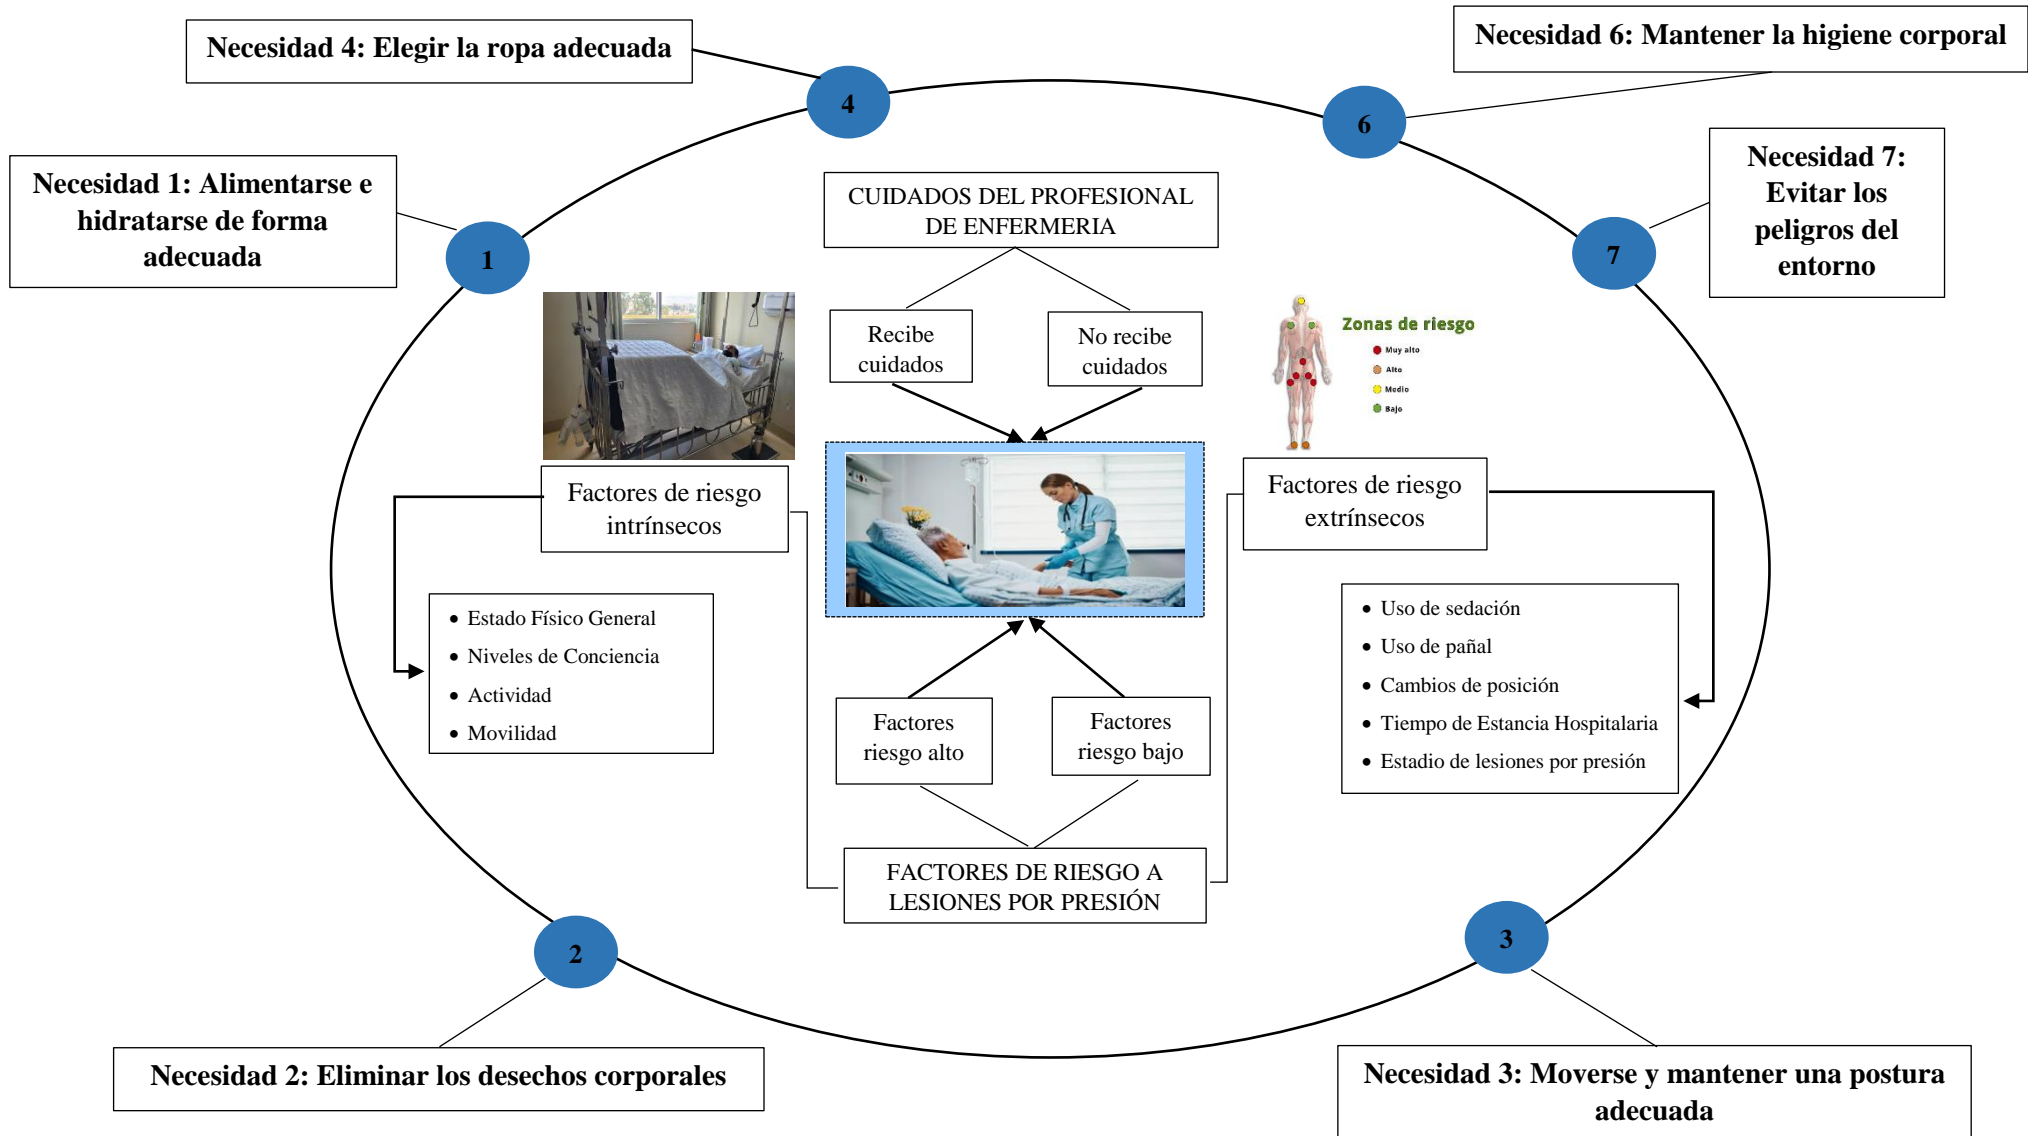 Necesidad 4: Elegir la ropa adecuada
4
Necesidad 6: Mantener la higiene corporal
6
Necesidad 1: Alimentarse e
hidratarse de forma
adecuada
1
Necesidad 7:
Evitar los
peligros del
entorno
7
CUIDADOS DEL PROFESIONAL
DE ENFERMERIA
Recibe
cuidados
No recibe
cuidados
Zonas de riesgo
Muy alto
Alto
Medio
Bajo
Factores de riesgo
intrínsecos
Factores de riesgo
extrínsecos
• Estado Físico General
• Niveles de Conciencia
• Actividad
• Movilidad
• Uso de sedación
• Uso de pañal
• Cambios de posición
• Tiempo de Estancia Hospitalaria
• Estadio de lesiones por presión
Factores
riesgo alto
Factores
riesgo bajo
FACTORES DE RIESGO A
LESIONES POR PRESIÓN
2
3
Necesidad 2: Eliminar los desechos corporales
Necesidad 3: Moverse y mantener una postura
adecuada